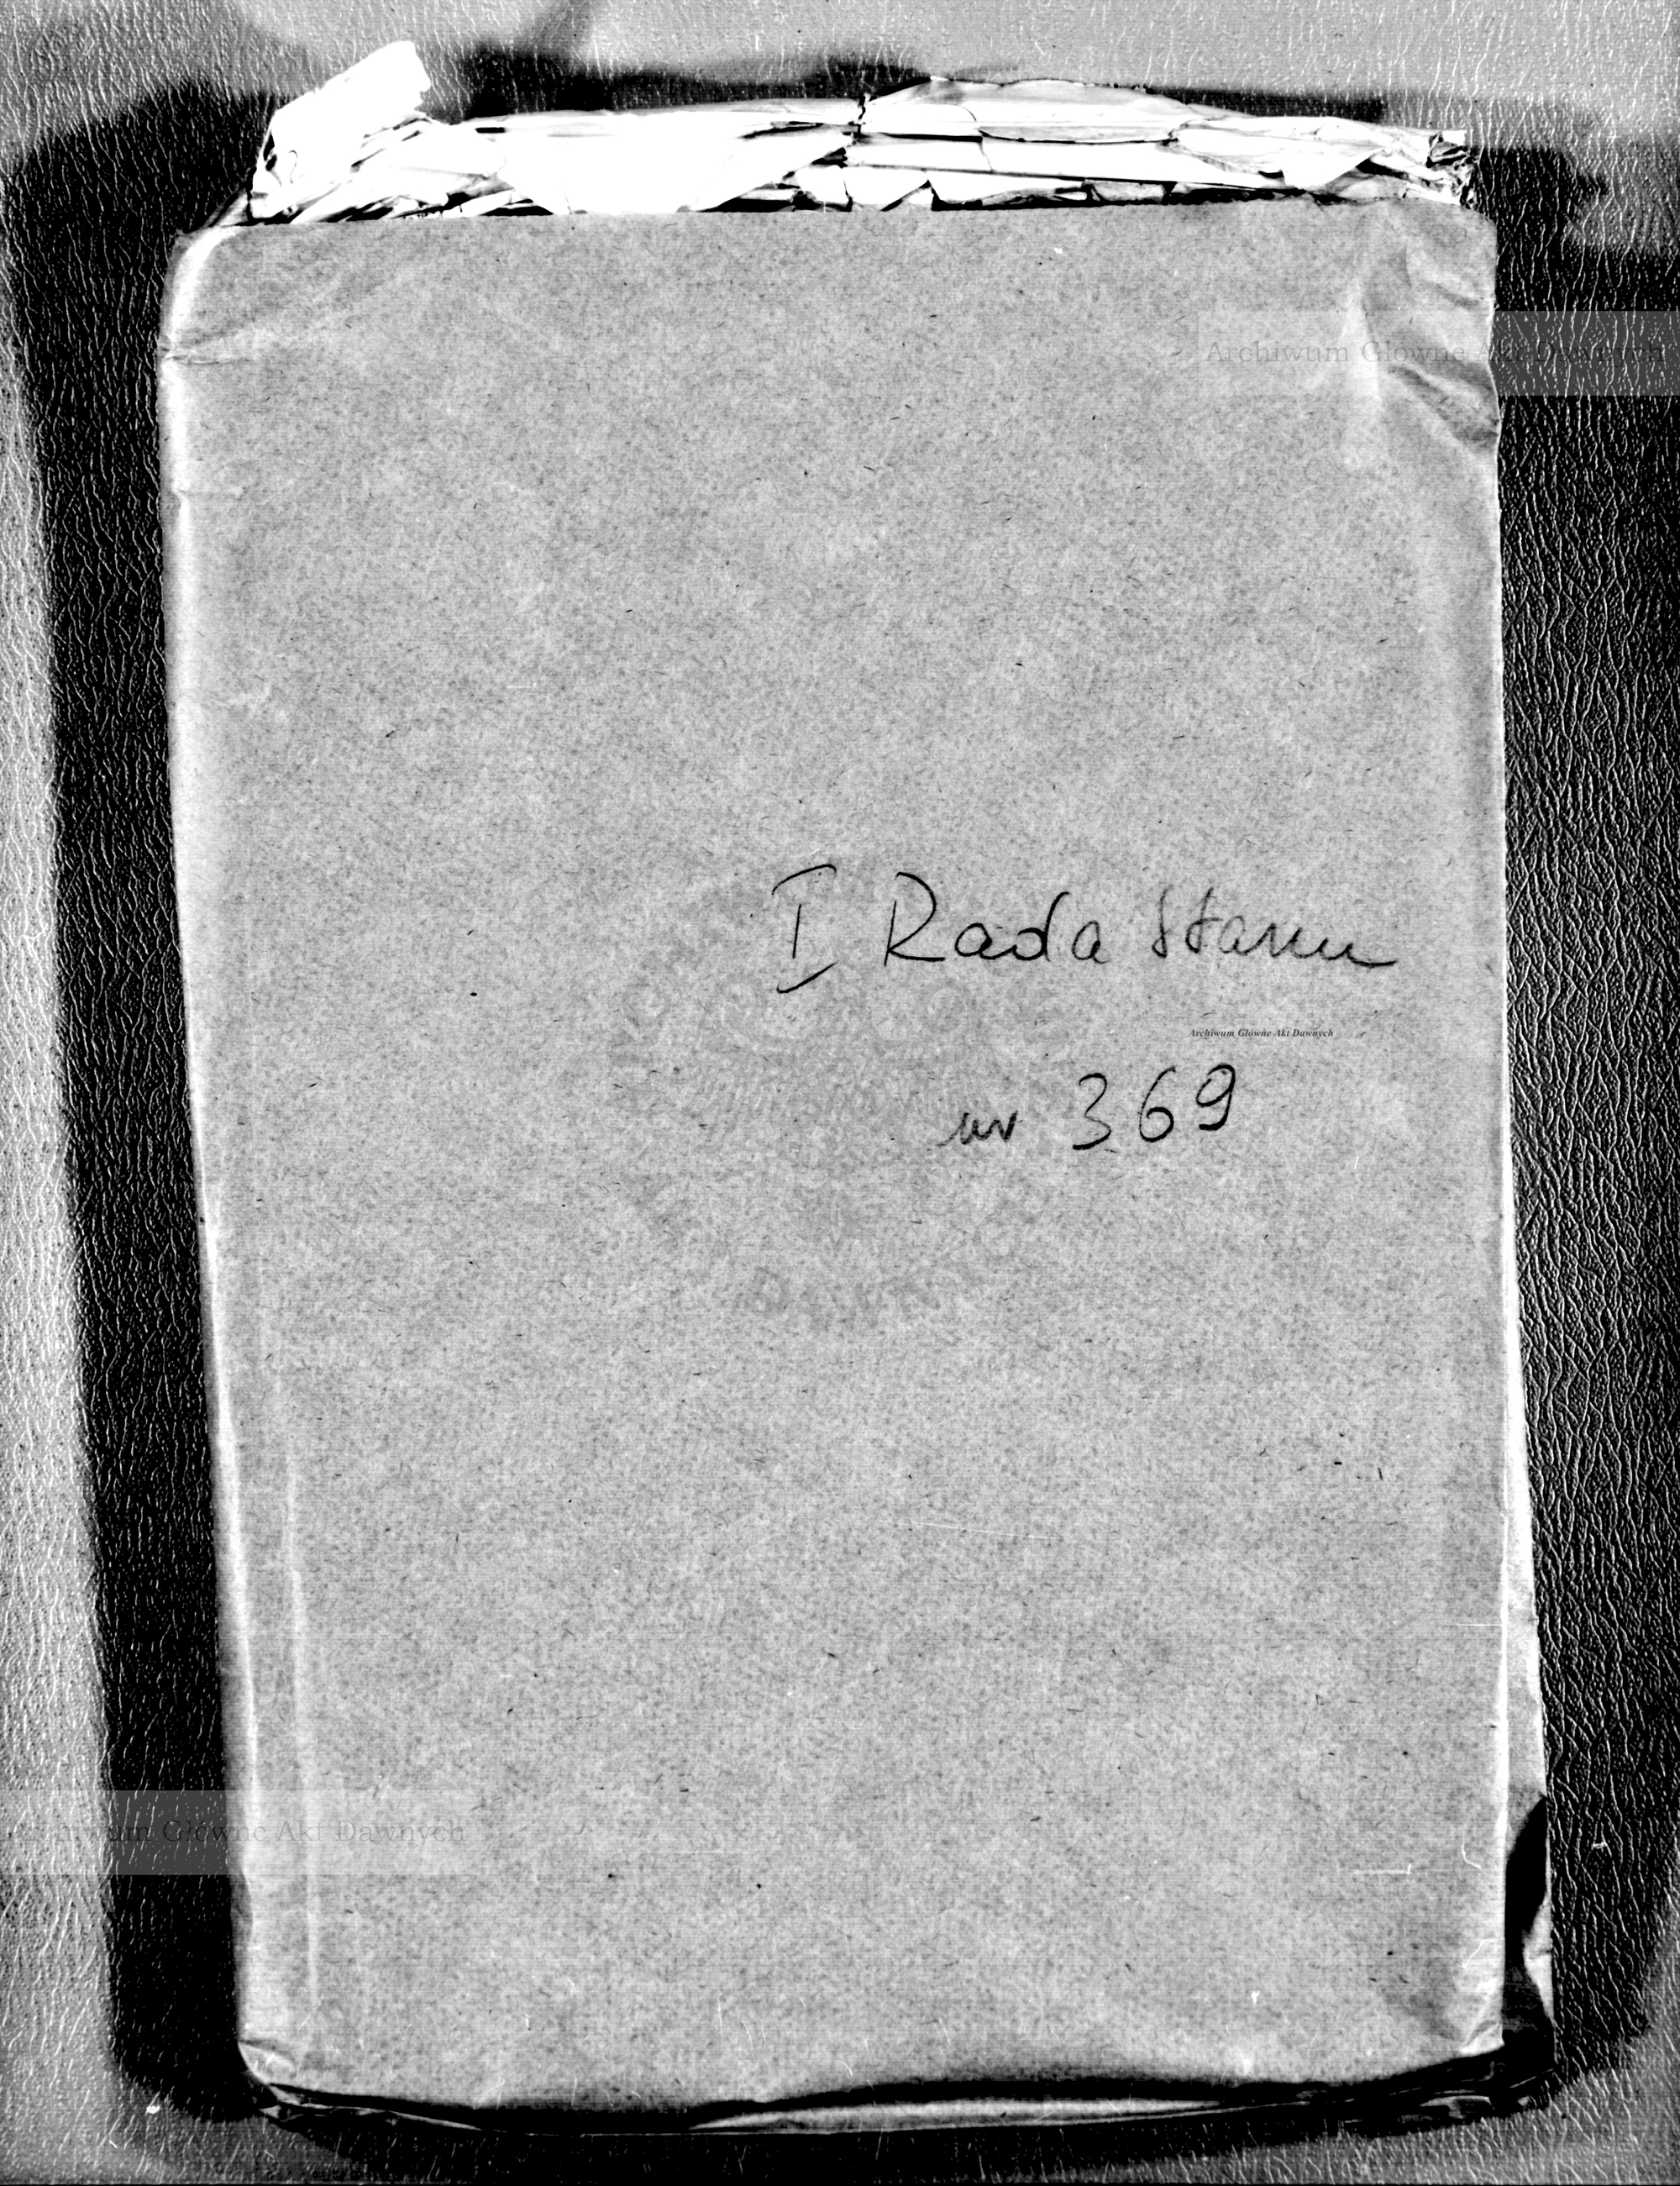 Archiwum Główne Akt Dawnych
I Rada Stanu
Archiwum Główne Akt Dawnych
nr 369
Archiwum Główne Akt Dawnych